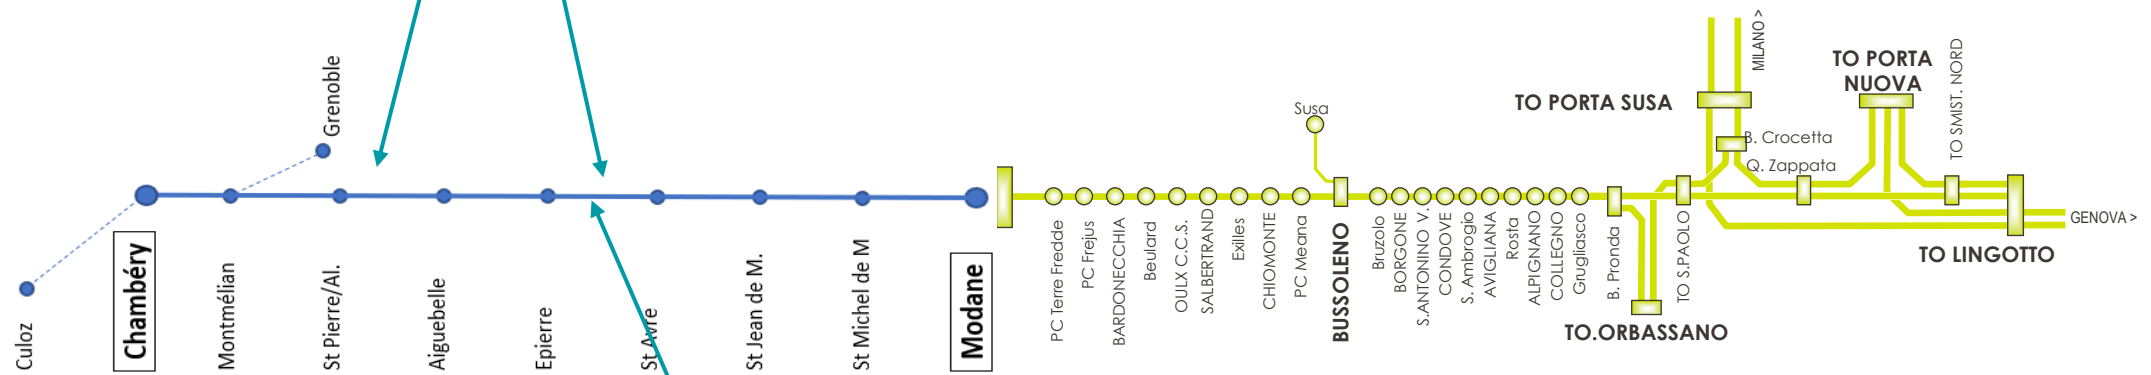 Culoz
Chambéry
Montmélian
Grenoble
St Pierre/Al.
Aiguebelle
Epierre
St Avre
St Jean de M.
St Michel de M
Modane
PC Terre Fredde
PC Frejus
BARDONECCHIA
Beulard
OULX C.C.S.
SALBERTRAND
Exilles
CHIOMONTE
PC Meana
Susa
BUSSOLENO
Bruzolo
BORGONE
S.ANTONINO V.
CONDOVE
S. Ambrogio
AVIGLIANA
Rosta
ALPIGNANO
COLLEGNO
Grugliasco
B. Pronda
TO.ORBASSANO
TO S.PAOLO
TO PORTA SUSA
MILANO >
B. Crocetta
Q. Zappata
TO PORTA
NUOVA
TO SMIST. NORD
TO LINGOTTO
GENOVA >